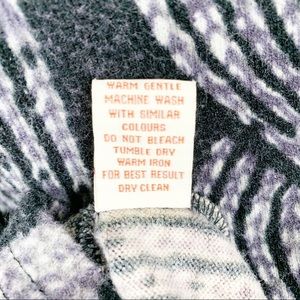 WARM GENTLE
MACHINE WASH
WITH SIMILAR
COLOURS
DO NOT BLEACH
TUMBLE DRY
WARM IRON
FOR BEST RESULT
DRY CLEAN